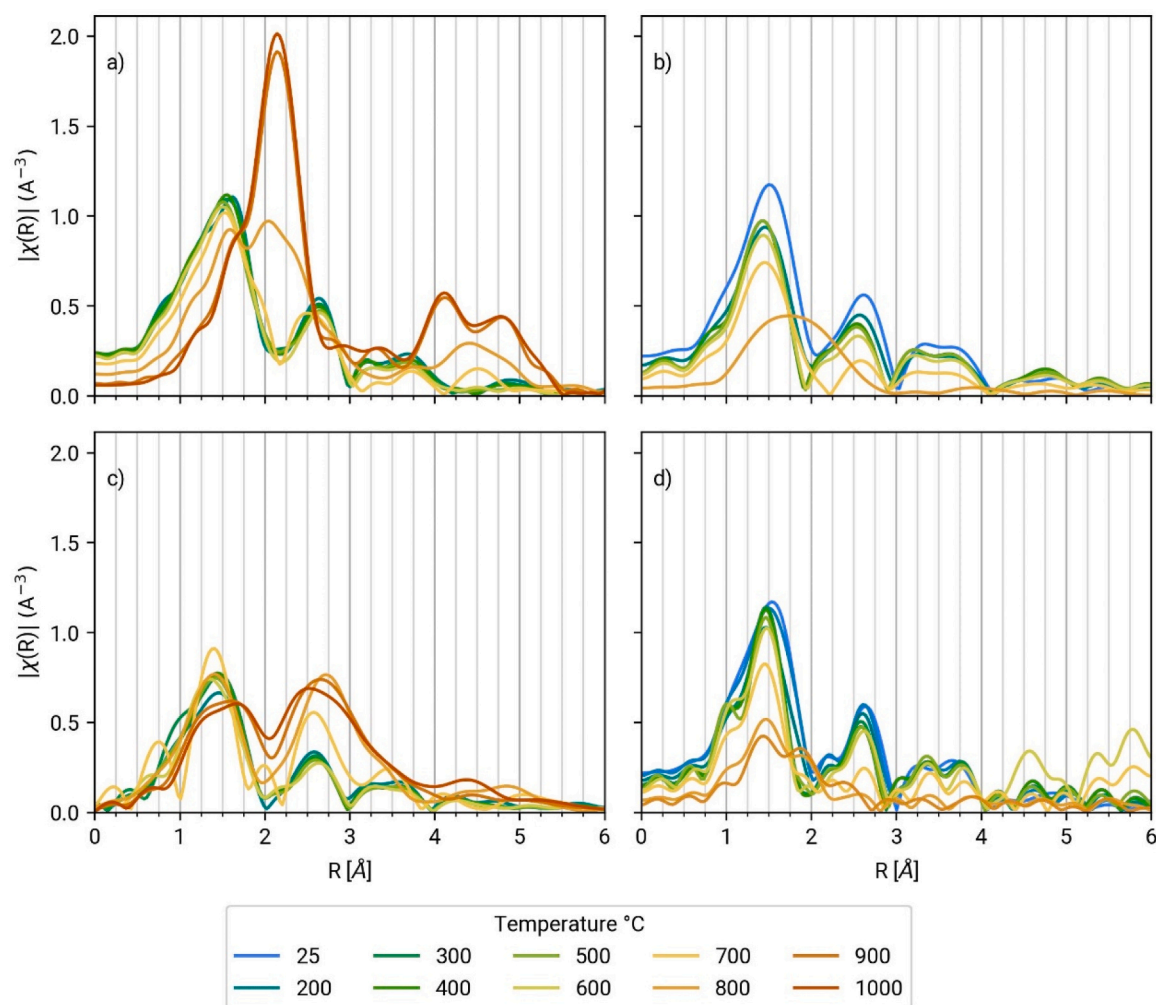 a)
b)
2.0
1.5
1.0
0.5
0.0
|χ(R)| (A⁻³)
c)
d)
2.0
1.5
1.0
0.5
0.0
|χ(R)| (A⁻³)
0 1 2 3 4 5 6
0 1 2 3 4 5 6
R [Å]
R [Å]
Temperature °C
25 300 500 700 900
200 400 600 800 1000